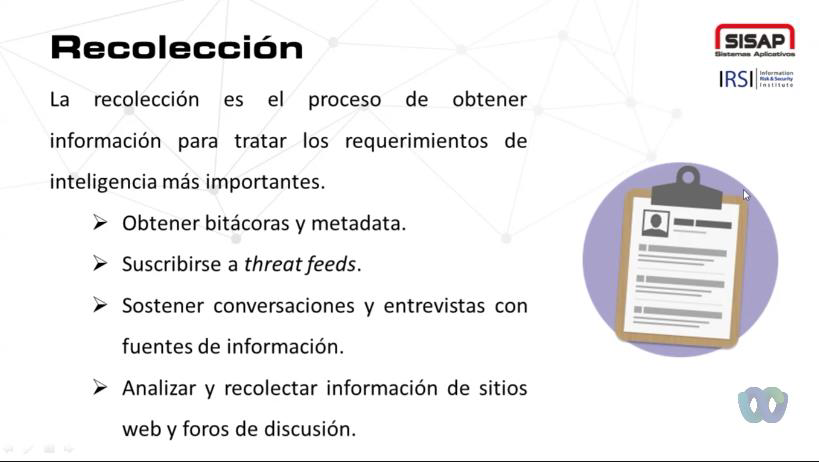 Recolección
SISAP
Sistemas Aplicativos
IRSI Information
Risk & Security
Institute
La recolección es el proceso de obtener
información para tratar los requerimientos de
inteligencia más importantes.
➢ Obtener bitácoras y metadata.
➢ Suscribirse a threat feeds.
➢ Sostener conversaciones y entrevistas con
fuentes de información.
➢ Analizar y recolectar información de sitios
web y foros de discusión.